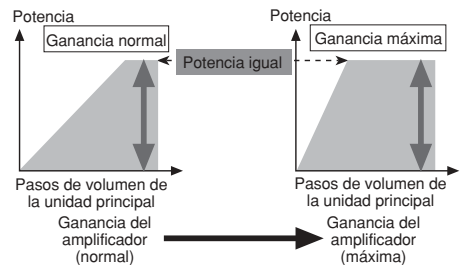 Potencia
Ganancia normal
Potencia
Ganancia máxima
Potencia igual
Pasos de volumen de
la unidad principal
Pasos de volumen de
la unidad principal
Ganancia del
amplificador
(normal)
Ganancia del
amplificador
(máxima)